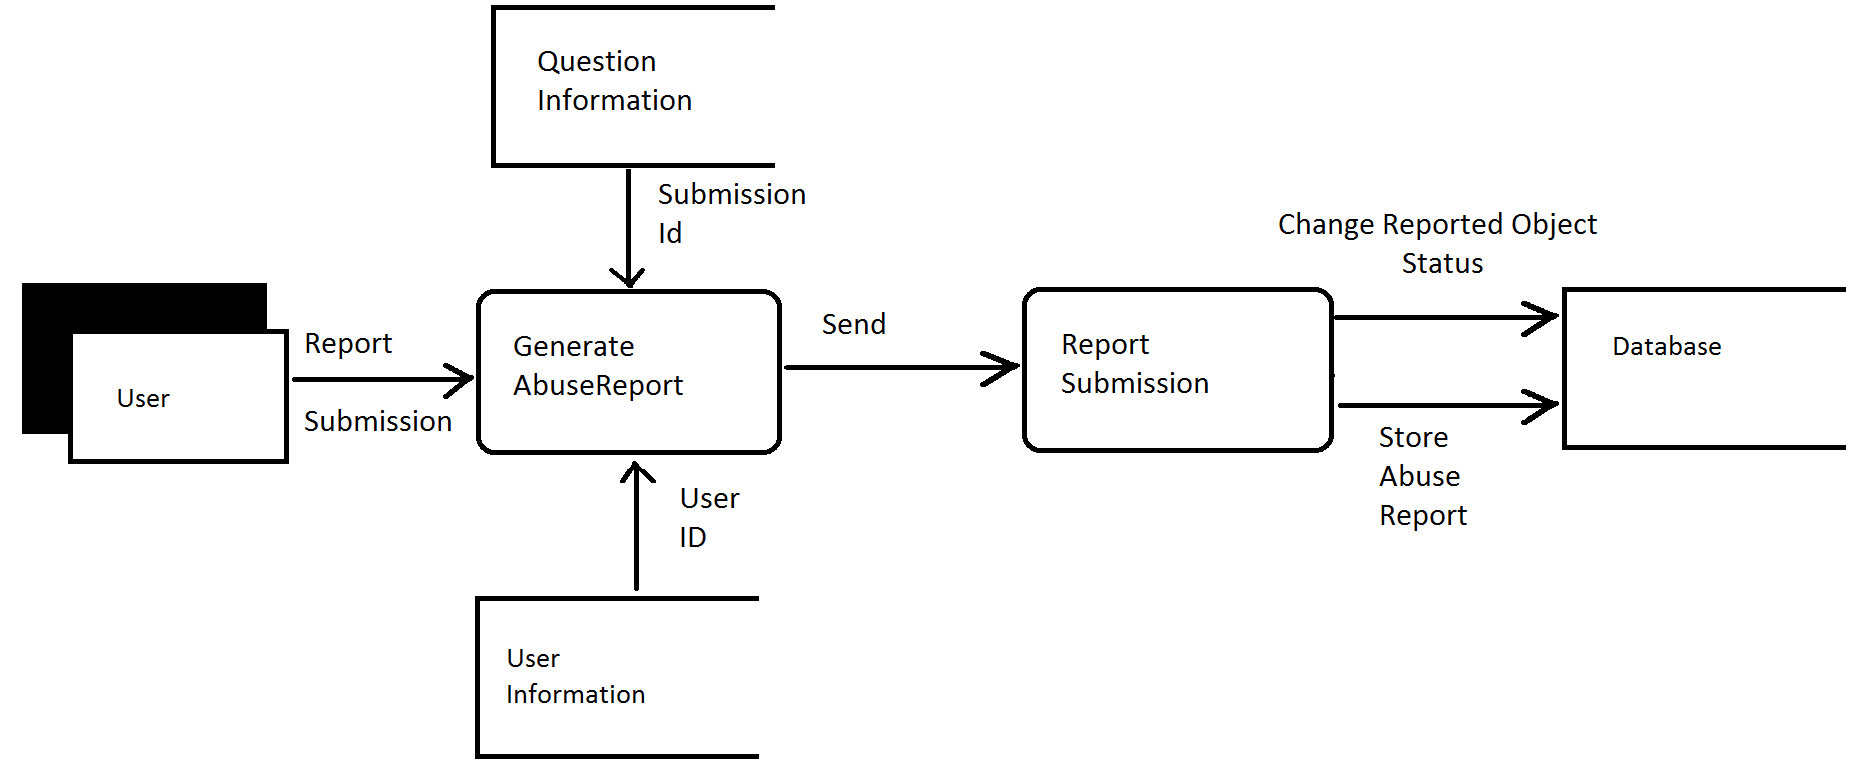 Question
Information
Submission
Id
Change Reported Object
Status
User
Report
Submission
Generate
AbuseReport
Send
Report
Submission
Database
Store
Abuse
Report
User
ID
User
Information